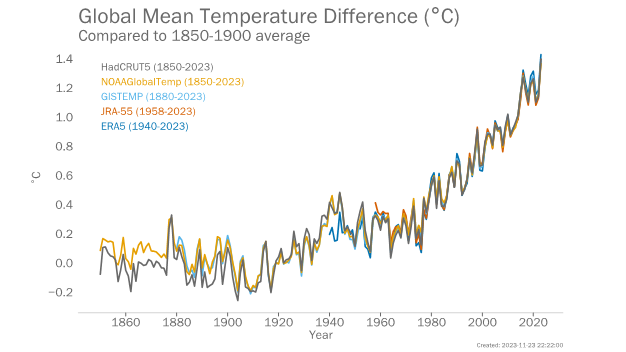 Global Mean Temperature Difference (°C)
Compared to 1850-1900 average
HadCRUT5 (1850-2023)
NOAAGlobalTemp (1850-2023)
GISTEMP (1880-2023)
JRA-55 (1958-2023)
ERA5 (1940-2023)
°C
1.4
1.2
1.0
0.8
0.6
0.4
0.2
0.0
−0.2
1860 1880 1900 1920 1940 1960 1980 2000 2020
Year
Created: 2023-11-23 22:22:00